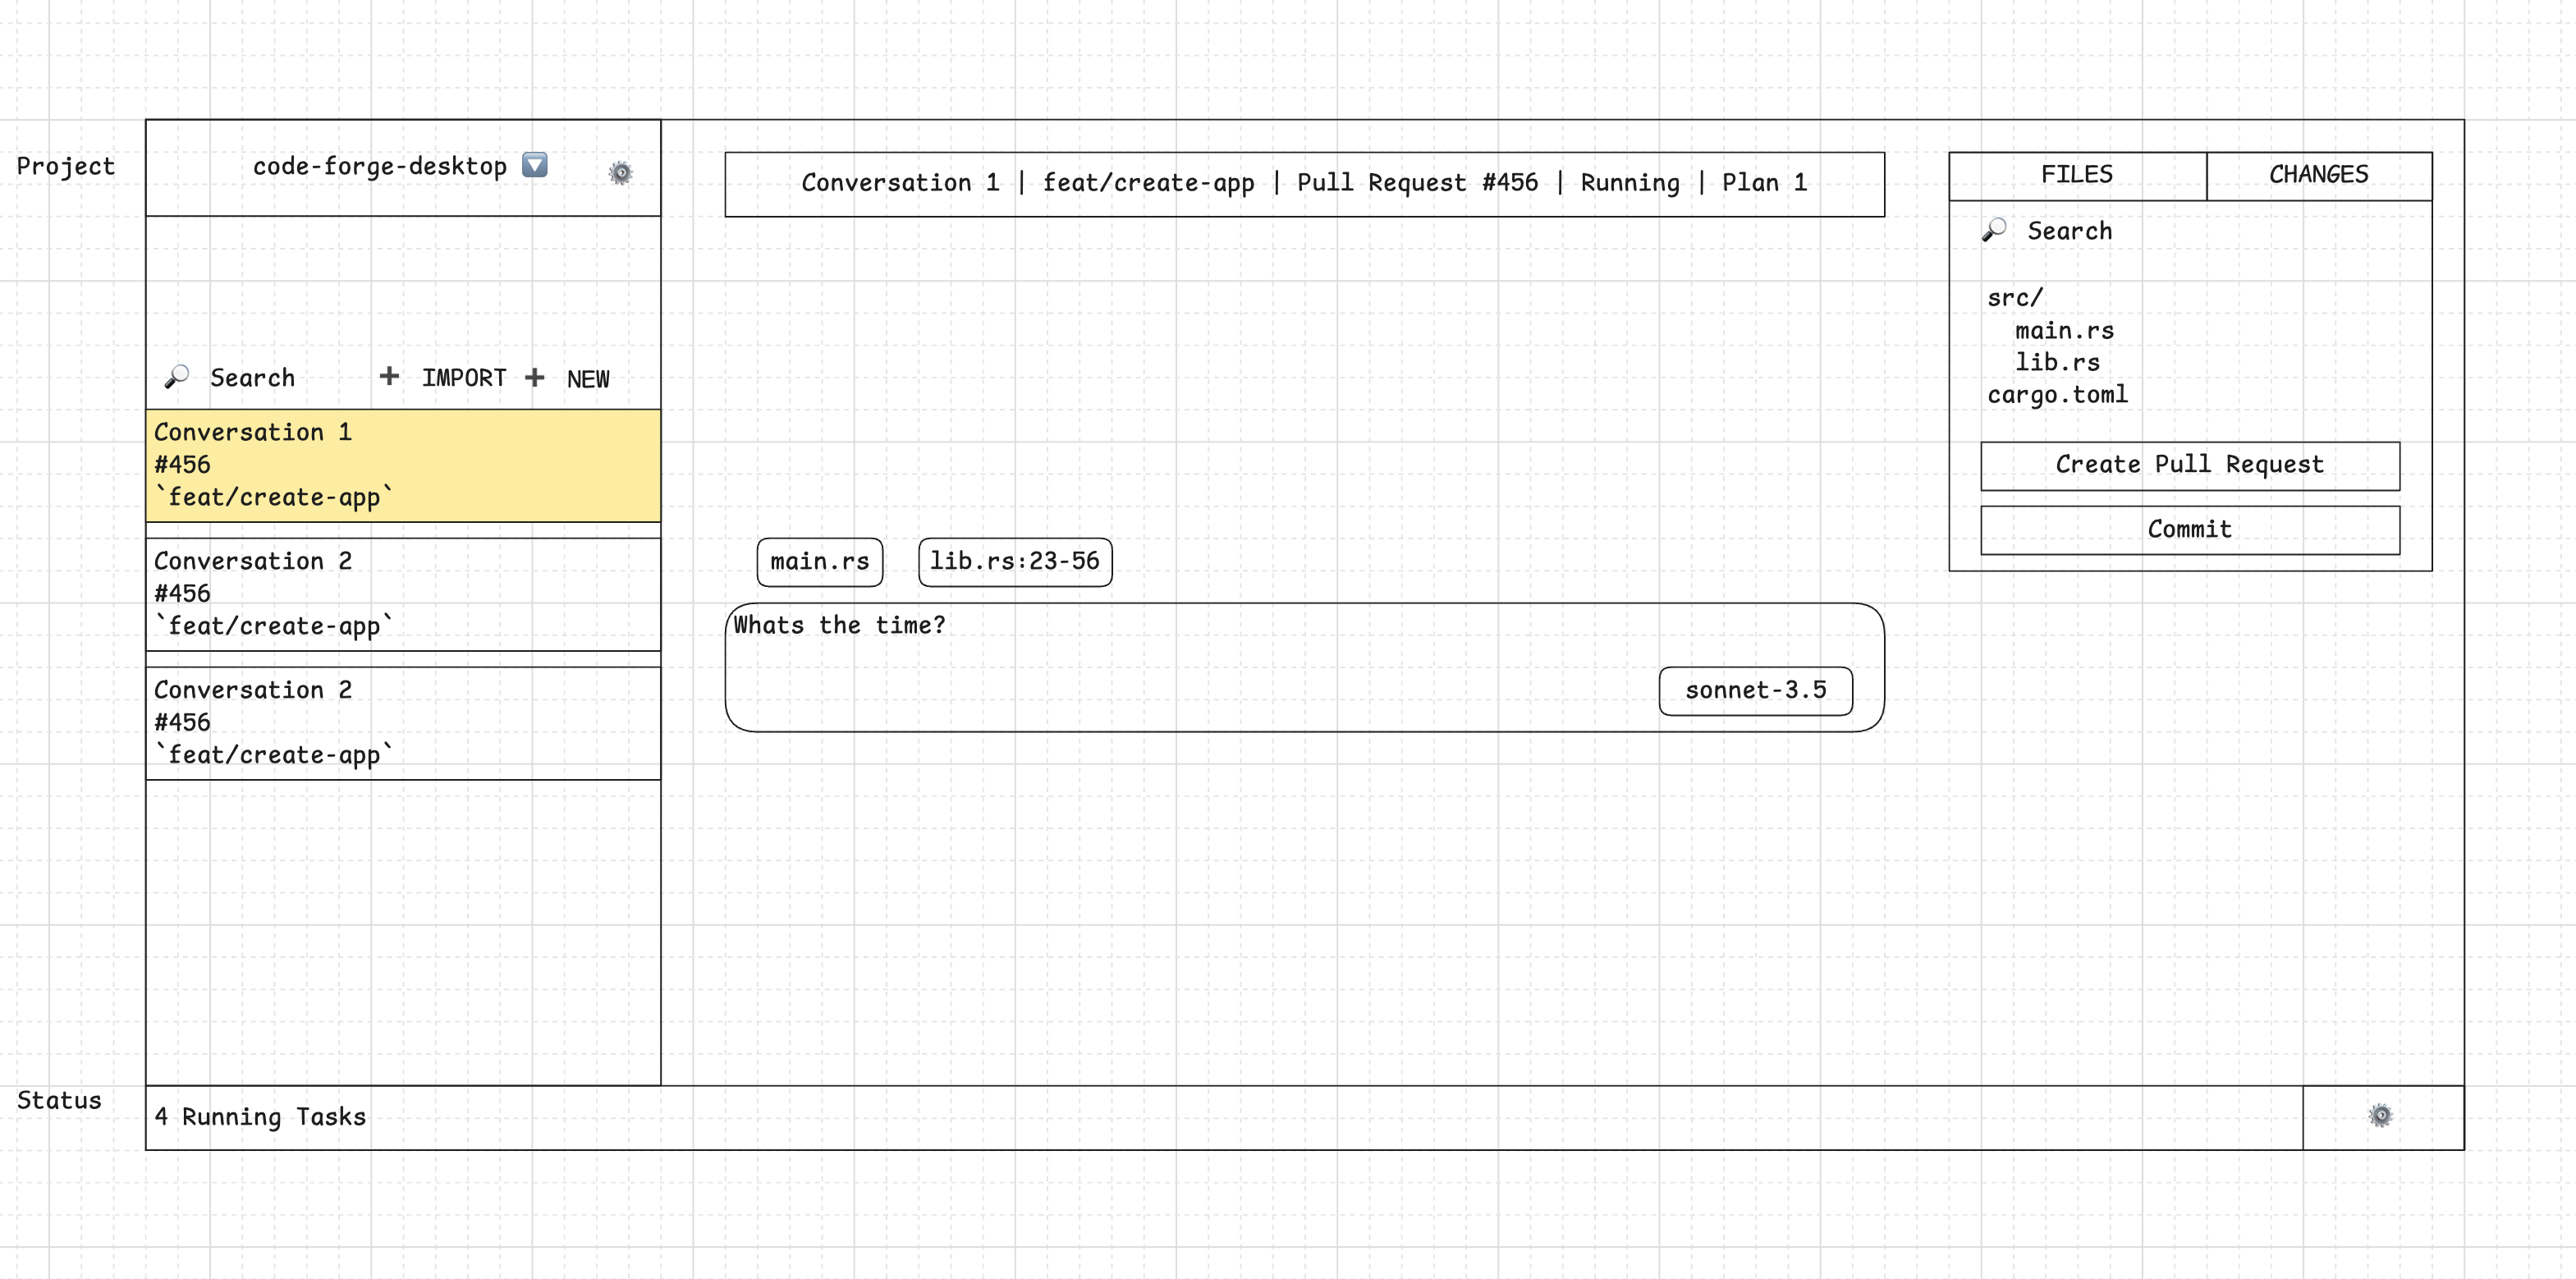 Project
code-forge-desktop
Search
IMPORT
NEW
Conversation 1
#456
`feat/create-app`
Conversation 2
#456
`feat/create-app`
Conversation 2
#456
`feat/create-app`
Conversation 1 | feat/create-app | Pull Request #456 | Running | Plan 1
main.rs
lib.rs:23-56
Whats the time?
sonnet-3.5
FILES
CHANGES
Search
src/
main.rs
lib.rs
cargo.toml
Create Pull Request
Commit
Status
4 Running Tasks